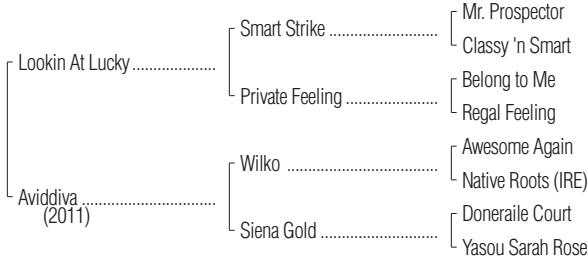 Mr. Prospector
Smart Strike ........................
Classy 'n Smart
Lookin At Lucky ..................
Belong to Me
Private Feeling ....................
Regal Feeling
Awesome Again
Wilko .................................
Native Roots (IRE)
Aviddiva .............................
(2011)
Doneraile Court
Siena Gold .........................
Yasou Sarah Rose